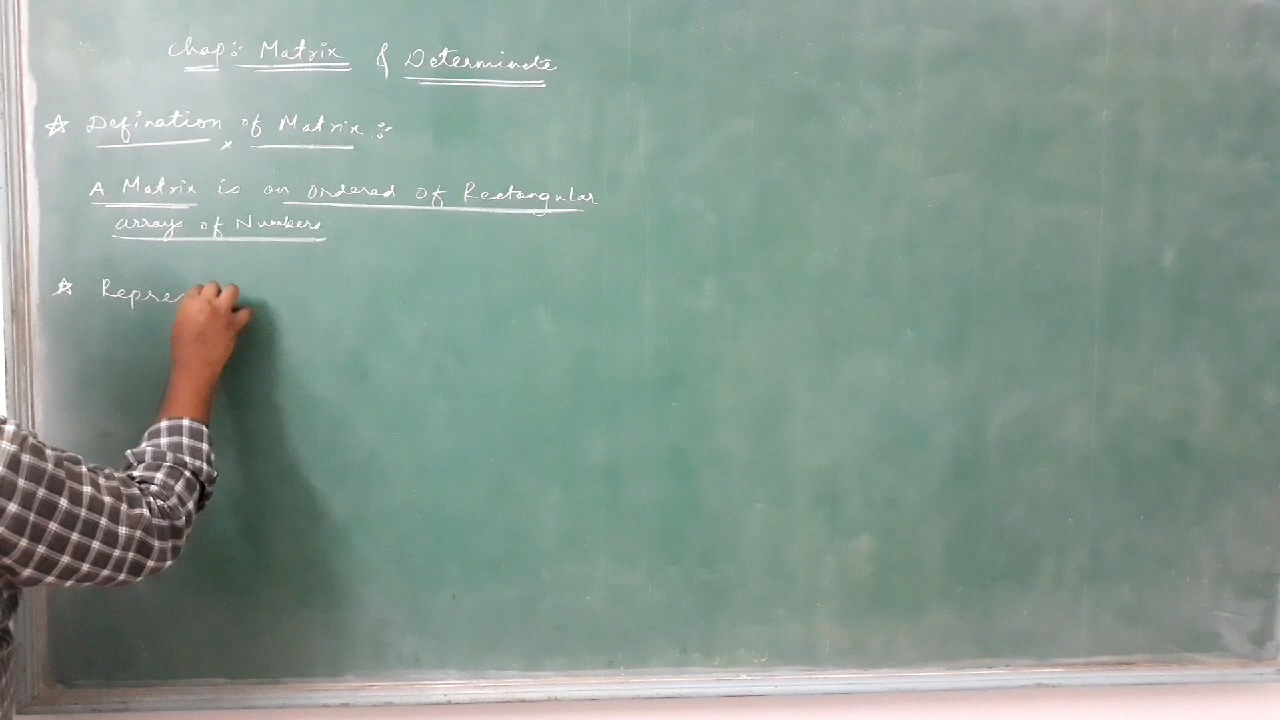 Chap: Matrix & Determinate
☆ Defination of Matrix :-
A Matrix is an ordered of Rectangular
arrays of Numbers
☆ Repre